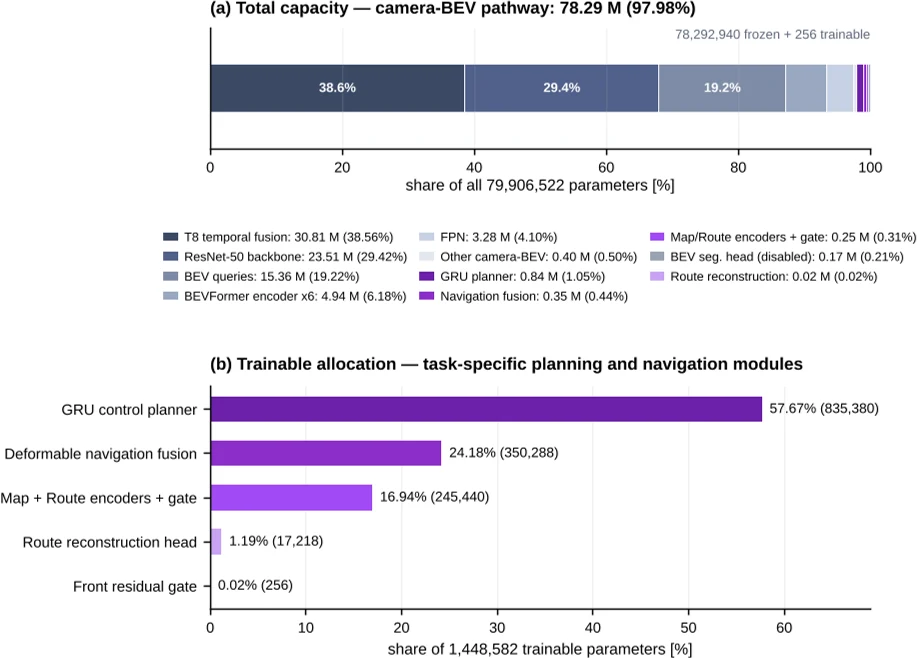 (a) Total capacity — camera-BEV pathway: 78.29 M (97.98%)
78,292,940 frozen + 256 trainable
38.6%
29.4%
19.2%
0 20 40 60 80 100
share of all 79,906,522 parameters [%]
T8 temporal fusion: 30.81 M (38.56%)
ResNet-50 backbone: 23.51 M (29.42%)
BEV queries: 15.36 M (19.22%)
BEVFormer encoder x6: 4.94 M (6.18%)
FPN: 3.28 M (4.10%)
Other camera-BEV: 0.40 M (0.50%)
GRU planner: 0.84 M (1.05%)
Navigation fusion: 0.35 M (0.44%)
Map/Route encoders + gate: 0.25 M (0.31%)
BEV seg. head (disabled): 0.17 M (0.21%)
Route reconstruction: 0.02 M (0.02%)
(b) Trainable allocation — task-specific planning and navigation modules
GRU control planner 57.67% (835,380)
Deformable navigation fusion 24.18% (350,288)
Map + Route encoders + gate 16.94% (245,440)
Route reconstruction head 1.19% (17,218)
Front residual gate 0.02% (256)
0 10 20 30 40 50 60
share of 1,448,582 trainable parameters [%]